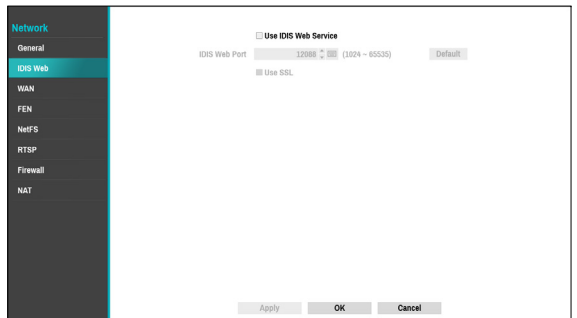 Network
General
IDIS Web
WAN
FEN
NetFS
RTSP
Firewall
NAT
Use IDIS Web Service
IDIS Web Port 12088 (1024 ~ 65535) Default
Use SSL
Apply OK Cancel